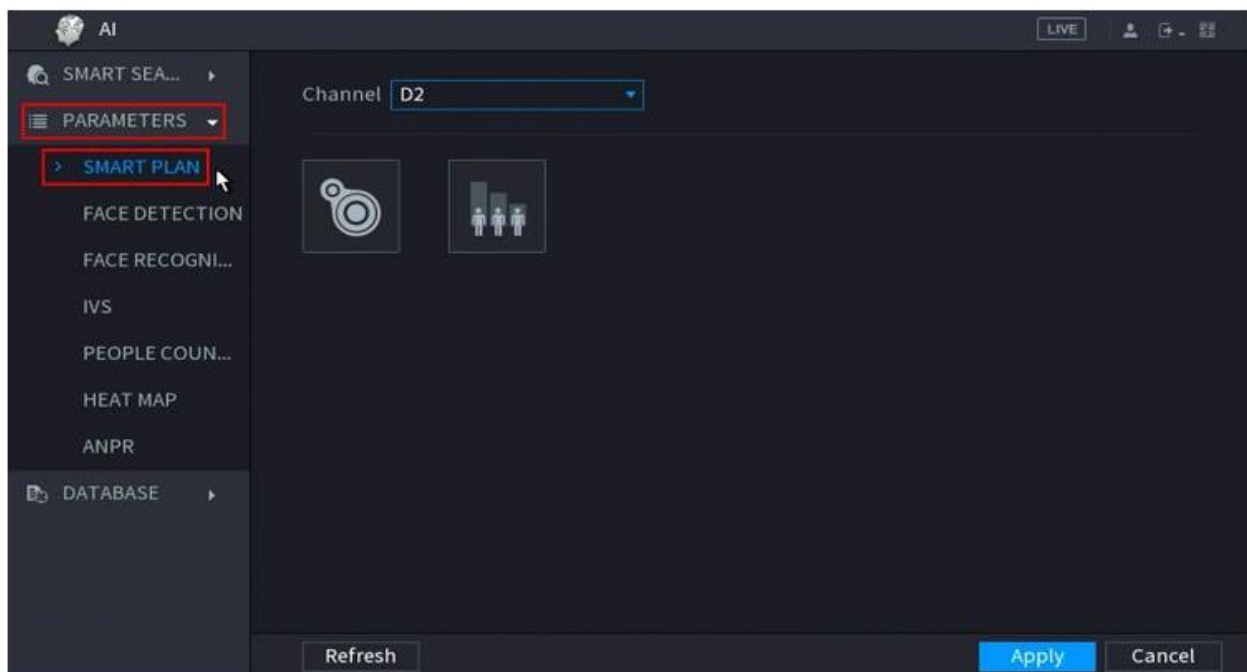 AI
LIVE
SMART SEA...
PARAMETERS
SMART PLAN
FACE DETECTION
FACE RECOGNI...
IVS
PEOPLE COUN...
HEAT MAP
ANPR
DATABASE
Channel D2
Refresh
Apply
Cancel